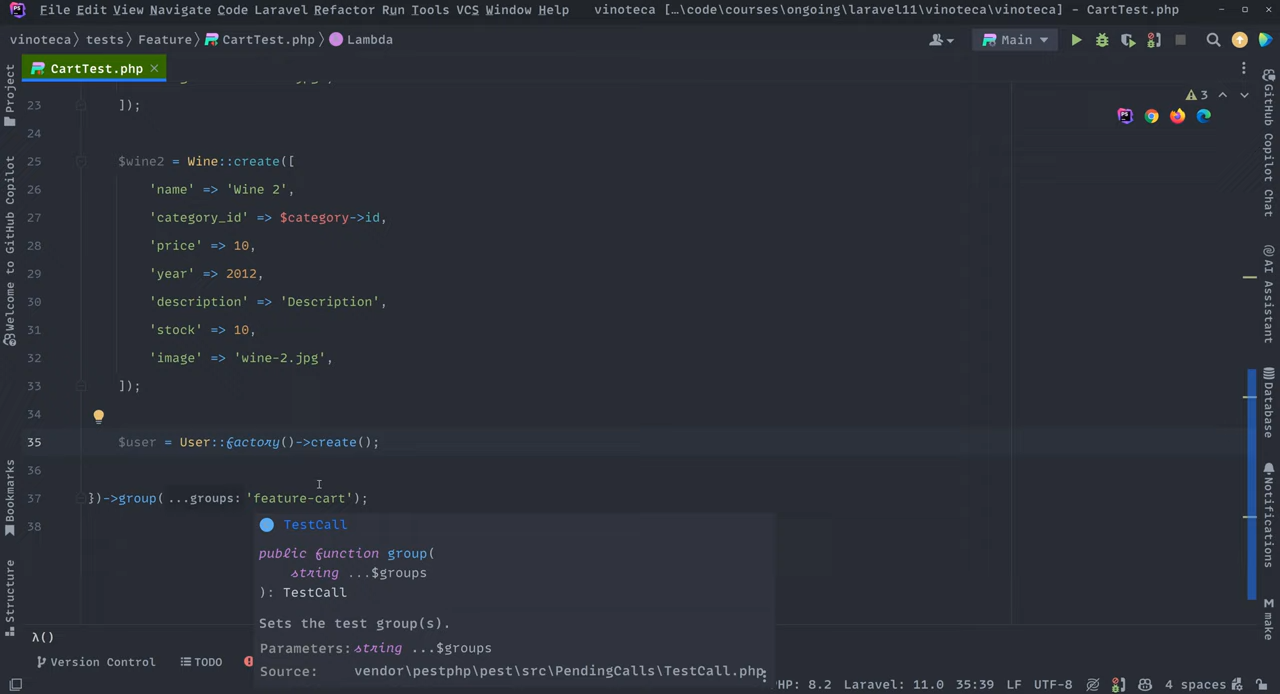 File Edit View Navigate Code Laravel Refactor Run Tools VCS Window Help vinoteca […\code\courses\ongoing\laravel11\vinoteca\vinoteca] - CartTest.php
vinoteca tests Feature CartTest.php Lambda
Main
CartTest.php
23 ]);
3
24
25 $wine2 = Wine::create([
26 'name' => 'Wine 2',
27 'category_id' => $category->id,
28 'price' => 10,
29 'year' => 2012,
30 'description' => 'Description',
31 'stock' => 10,
32 'image' => 'wine-2.jpg',
33 ]);
34
35 $user = User::factory()->create();
36
37 })->group( ...groups: 'feature-cart');
38
TestCall
public function group(
string ...$groups
): TestCall
Sets the test group(s).
Parameters: string ...$groups
Source: vendor\pestphp\pest\src\PendingCalls\TestCall.php
λ()
Version Control TODO
PHP: 8.2 Laravel: 11.0 35:39 LF UTF-8 4 spaces
Project
Welcome to GitHub Copilot
Bookmarks
Structure
GitHub Copilot Chat
AI Assistant
Database
Notifications
M make